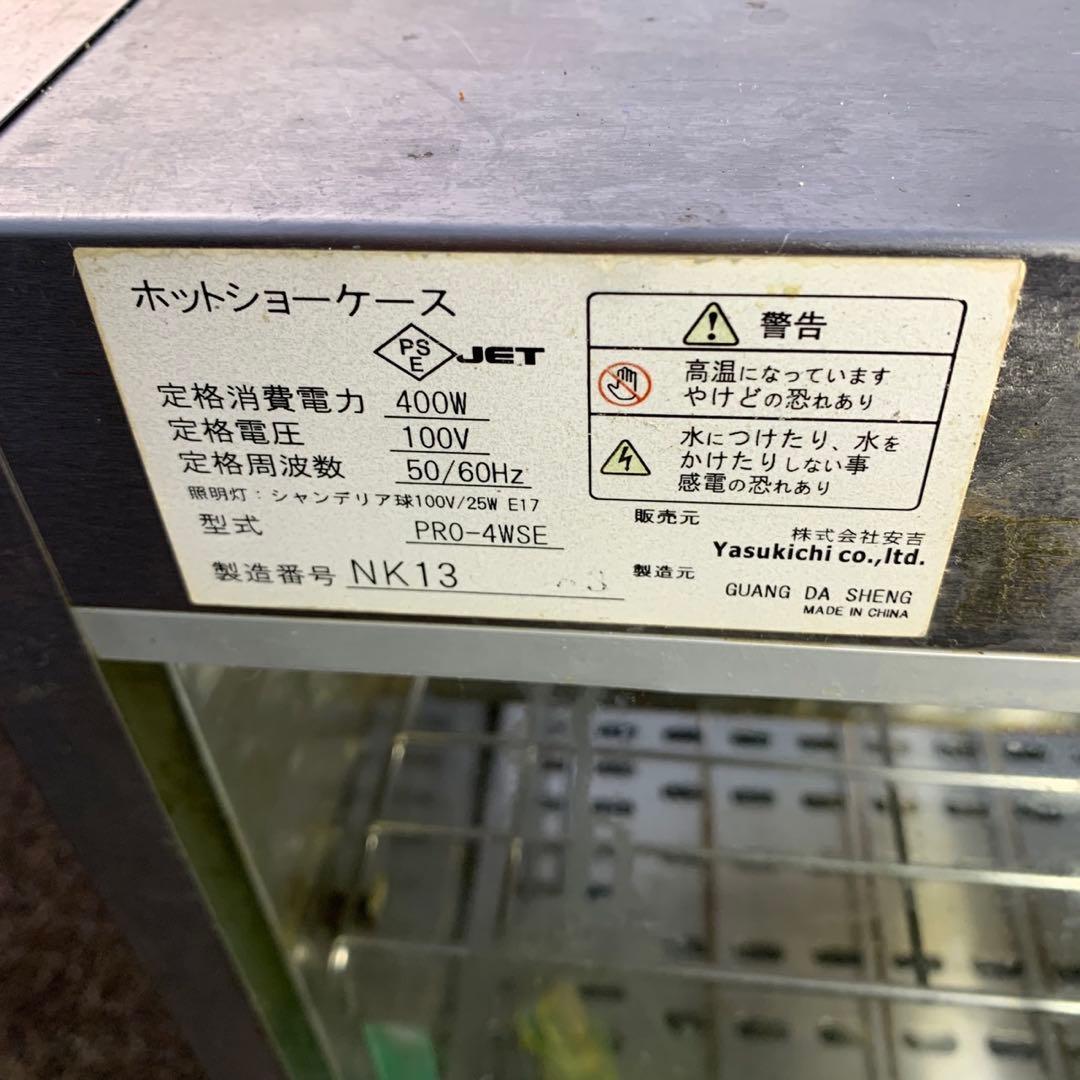 ホットショーケース
PSE JET
定格消費電力 400W
定格電圧 100V
定格周波数 50/60Hz
照明灯：シャンデリア球100V/25W E17
型式 PRO-4WSE
製造番号 NK13
警告
高温になっています
やけどの恐れあり
水につけたり、水を
かけたりしない事
感電の恐れあり
販売元 株式会社安吉
Yasukichi co.,ltd.
製造元 GUANG DA SHENG
MADE IN CHINA